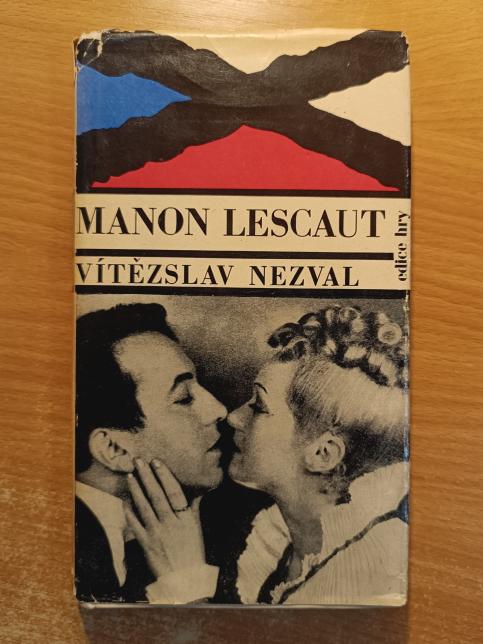 MANON LESCAUT
VÍTĚZSLAV NEZVAL
edice hry